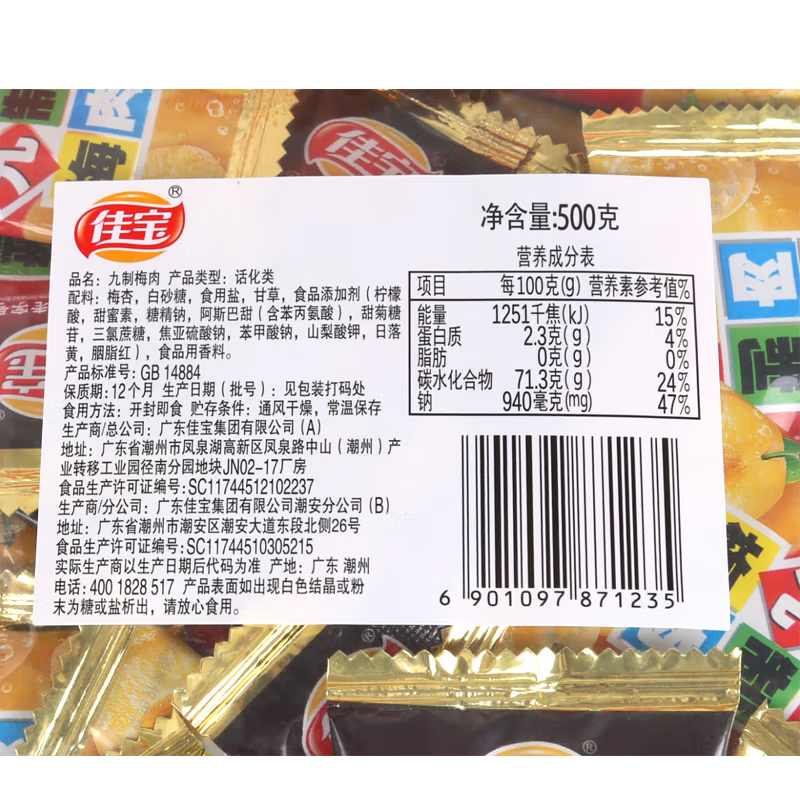 佳宝®
净含量:500克
营养成分表
项目 每100克(g) 营养素参考值%
能量 1251千焦(kJ) 15%
蛋白质 2.3克(g) 4%
脂肪 0克(g) 0%
碳水化合物 71.3克(g) 24%
钠 940毫克(mg) 47%
品名：九制梅肉 产品类型：话化类
配料：梅杏，白砂糖，食用盐，甘草，食品添加剂（柠檬
酸，甜蜜素，糖精钠，阿斯巴甜（含苯丙氨酸），甜菊糖
苷，三氯蔗糖，焦亚硫酸钠，苯甲酸钠，山梨酸钾，日落
黄，胭脂红），食品用香料。
产品标准号：GB 14884
保质期:12个月 生产日期（批号）：见包装打码处
食用方法：开封即食 贮存条件：通风干燥，常温保存
生产商/总公司：广东佳宝集团有限公司（A）
地址：广东省潮州市凤泉湖高新区凤泉路中山（潮州）产
业转移工业园径南分园地块JN02-17厂房
食品生产许可证编号:SC11744512102237
生产商/分公司：广东佳宝集团有限公司潮安分公司（B）
地址：广东省潮州市潮安区潮安大道东段北侧26号
食品生产许可证编号:SC11744510305215
实际生产商以生产日期后代码为准 产地：广东 潮州
电话:400 1828 517 产品表面如出现白色结晶或粉
末为糖或盐析出，请放心食用。
6 901097 871235
佳宝
梅肉
九制
老字号